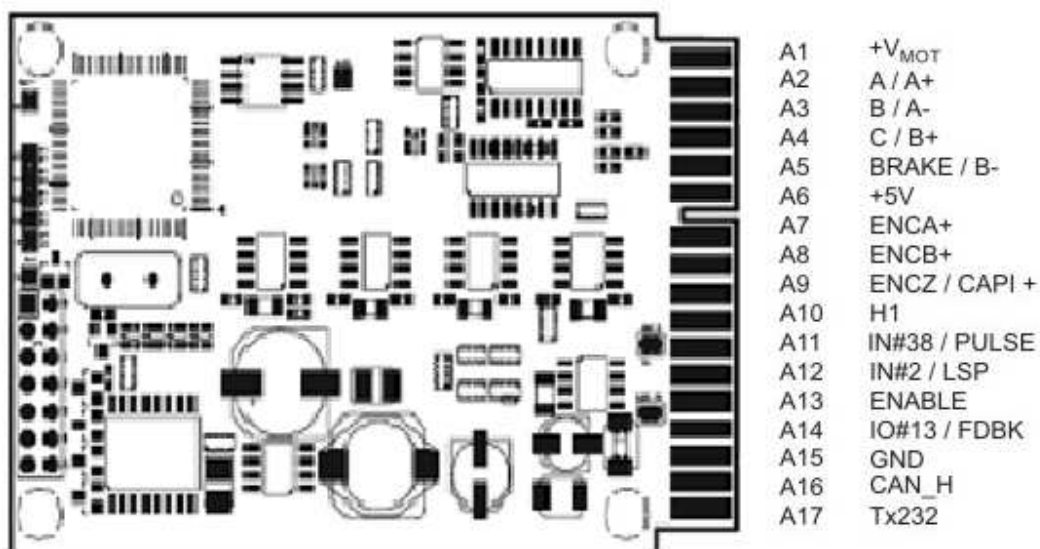 A1 +VMOT
A2 A / A+
A3 B / A-
A4 C / B+
A5 BRAKE / B-
A6 +5V
A7 ENCA+
A8 ENCB+
A9 ENCZ / CAPI +
A10 H1
A11 IN#38 / PULSE
A12 IN#2 / LSP
A13 ENABLE
A14 IO#13 / FDBK
A15 GND
A16 CAN_H
A17 Tx232